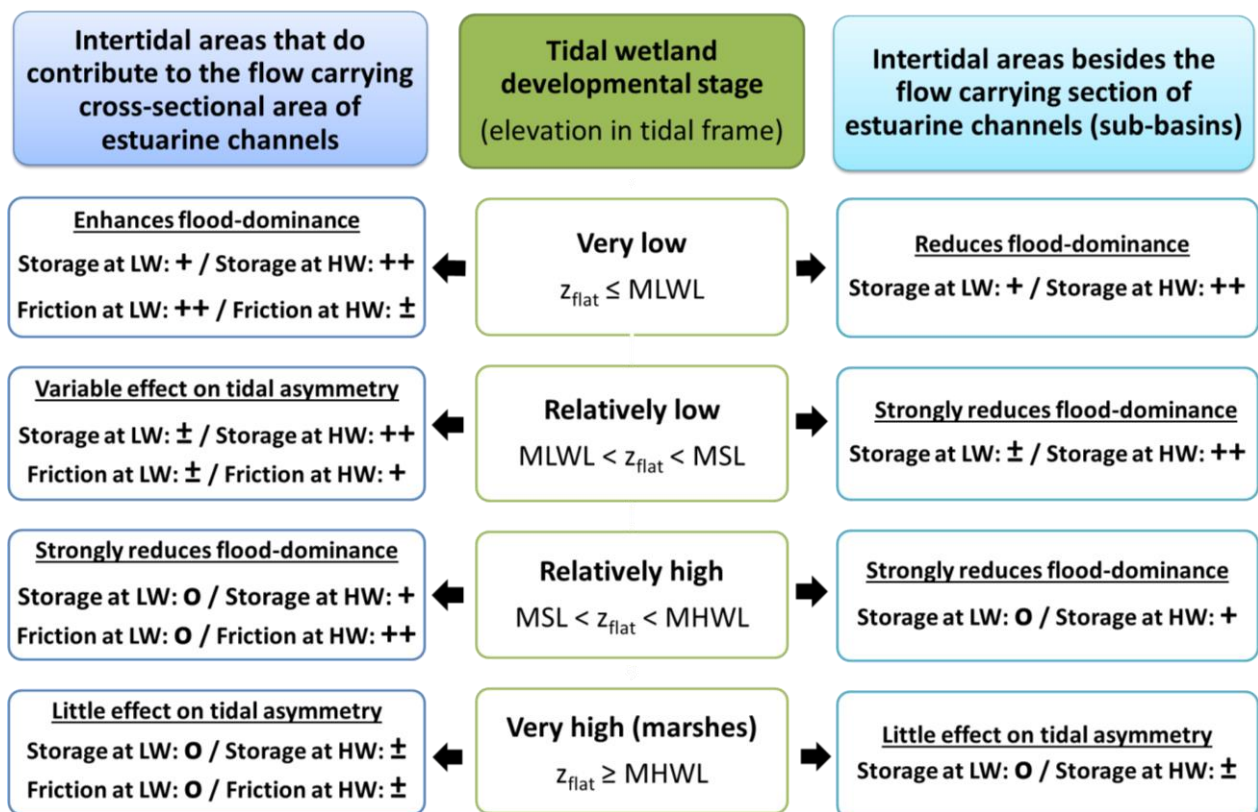 Intertidal areas that do
contribute to the flow carrying
cross-sectional area of
estuarine channels
Tidal wetland
developmental stage
(elevation in tidal frame)
Intertidal areas besides the
flow carrying section of
estuarine channels (sub-basins)
Enhances flood-dominance
Storage at LW: + / Storage at HW: ++
Friction at LW: ++ / Friction at HW: ±
Very low
z_flat ≤ MLWL
Reduces flood-dominance
Storage at LW: + / Storage at HW: ++
Variable effect on tidal asymmetry
Storage at LW: ± / Storage at HW: ++
Friction at LW: ± / Friction at HW: +
Relatively low
MLWL < z_flat < MSL
Strongly reduces flood-dominance
Storage at LW: ± / Storage at HW: ++
Strongly reduces flood-dominance
Storage at LW: o / Storage at HW: +
Friction at LW: o / Friction at HW: ++
Relatively high
MSL < z_flat < MHWL
Strongly reduces flood-dominance
Storage at LW: o / Storage at HW: +
Little effect on tidal asymmetry
Storage at LW: o / Storage at HW: ±
Friction at LW: o / Friction at HW: ±
Very high (marshes)
z_flat ≥ MHWL
Little effect on tidal asymmetry
Storage at LW: o / Storage at HW: ±